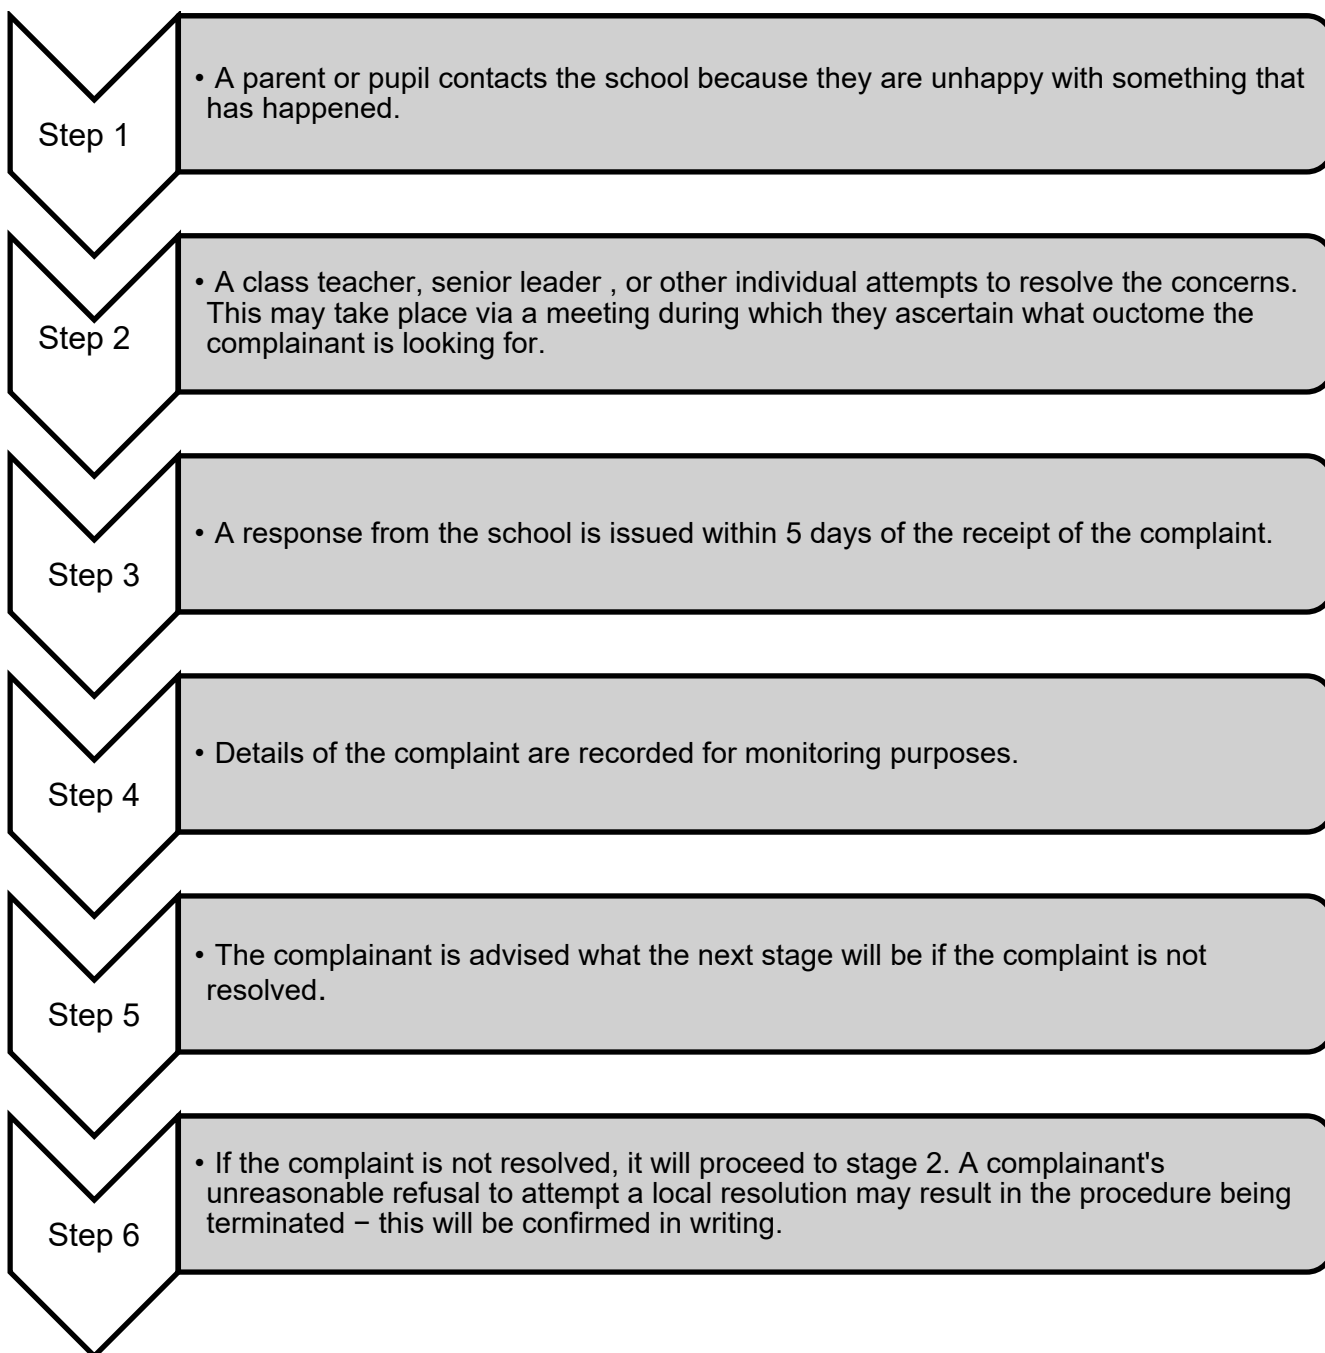 Step 1
• A parent or pupil contacts the school because they are unhappy with something that
has happened.
Step 2
• A class teacher, senior leader , or other individual attempts to resolve the concerns.
This may take place via a meeting during which they ascertain what ouctome the
complainant is looking for.
Step 3
• A response from the school is issued within 5 days of the receipt of the complaint.
Step 4
• Details of the complaint are recorded for monitoring purposes.
Step 5
• The complainant is advised what the next stage will be if the complaint is not
resolved.
Step 6
• If the complaint is not resolved, it will proceed to stage 2. A complainant's
unreasonable refusal to attempt a local resolution may result in the procedure being
terminated − this will be confirmed in writing.